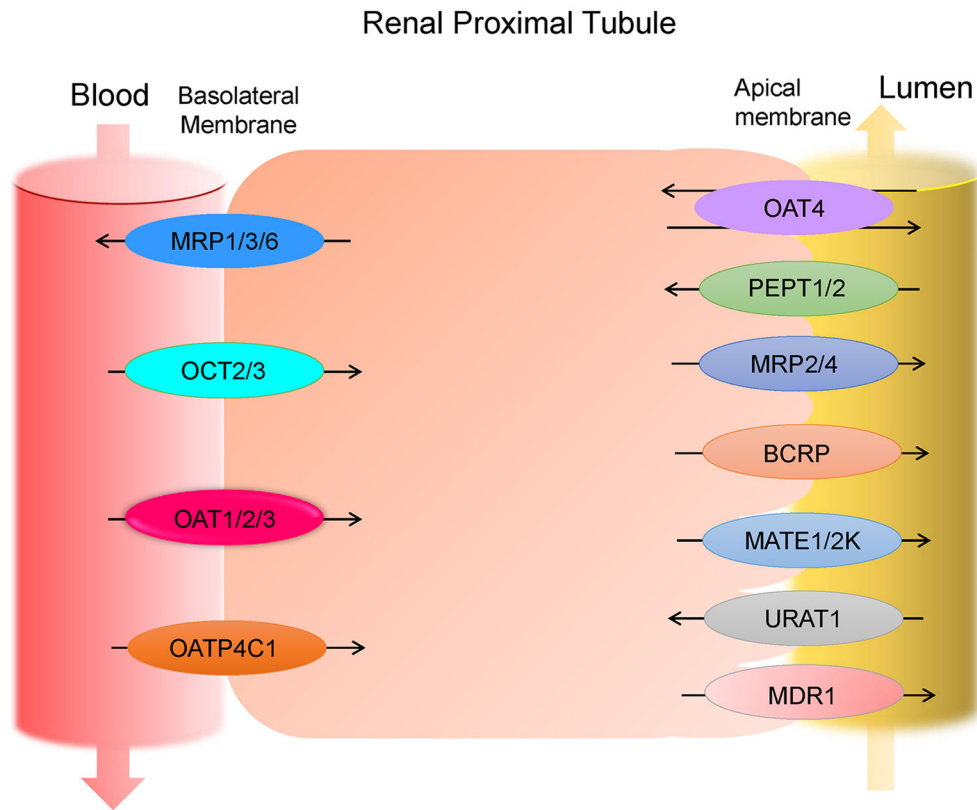 Renal Proximal Tubule
Blood
Basolateral
Membrane
Apical
membrane
Lumen
MRP1/3/6
OCT2/3
OAT1/2/3
OATP4C1
OAT4
PEPT1/2
MRP2/4
BCRP
MATE1/2K
URAT1
MDR1